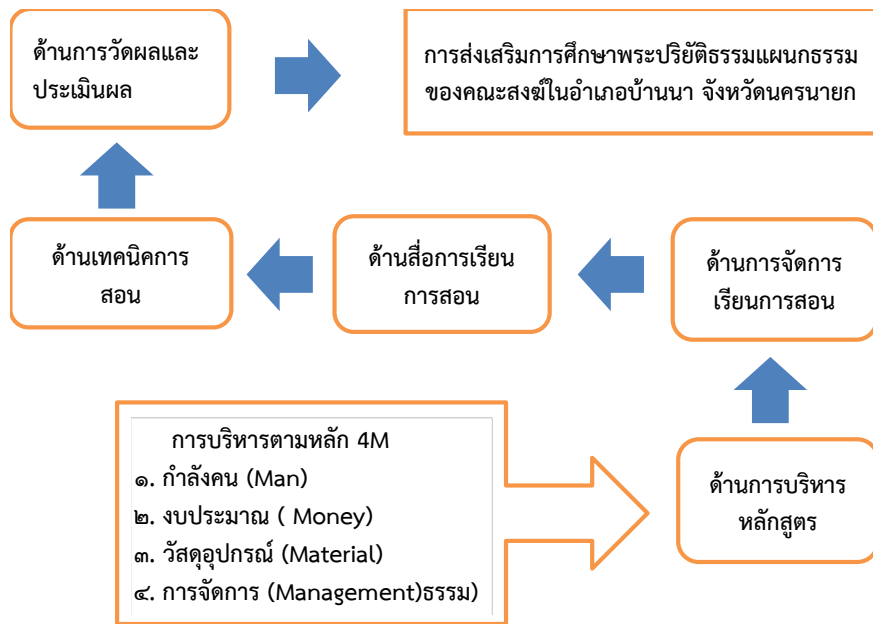 ด้านการวัดผลและ
ประเมินผล
การส่งเสริมการศึกษาพระปริยัติธรรมแผนกธรรม
ของคณะสงฆ์ในอำเภอบ้านนา จังหวัดนครนายก
ด้านเทคนิคการ
สอน
ด้านสื่อการเรียน
การสอน
ด้านการจัดการ
เรียนการสอน
การบริหารตามหลัก 4M
๑. กำลังคน (Man)
๒. งบประมาณ ( Money)
๓. วัสดุอุปกรณ์ (Material)
๔. การจัดการ (Management)ธรรม)
ด้านการบริหาร
หลักสูตร